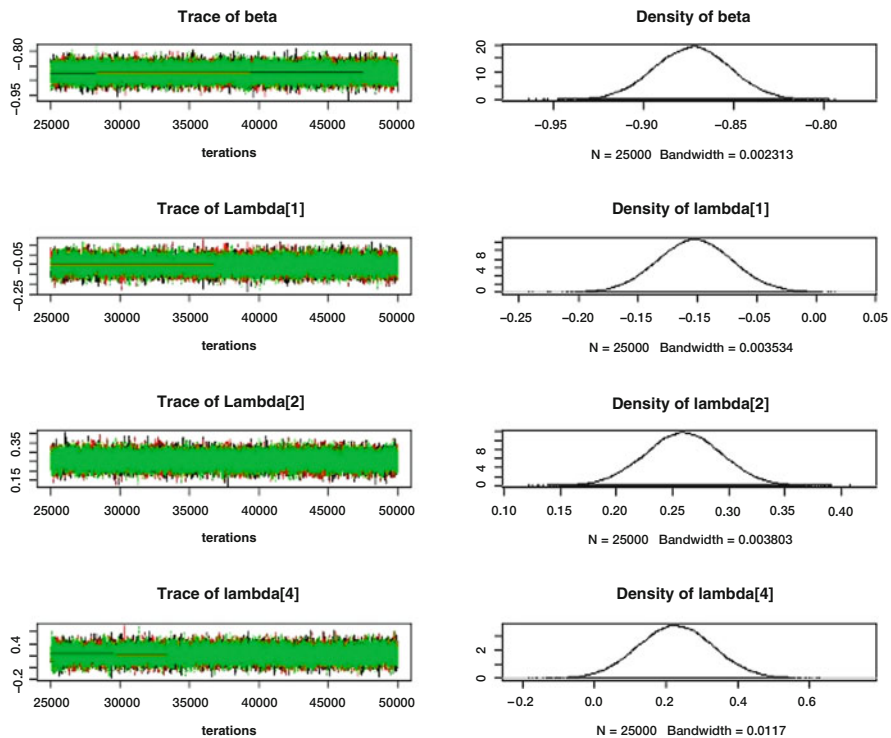 Trace of beta
Density of beta
-0.95 -0.80
25000 30000 35000 40000 45000 50000
terations
0 5 10 20
-0.95 -0.90 -0.85 -0.80
N = 25000 Bandwidth = 0.002313
Trace of Lambda[1]
Density of lambda[1]
-0.25 -0.05
25000 30000 35000 40000 45000 50000
terations
0 4 8
-0.25 -0.20 -0.15 -0.15 -0.05 0.00 0.05
N = 25000 Bandwidth = 0.003534
Trace of Lambda[2]
Density of lambda[2]
0.15 0.35
25000 30000 35000 40000 45000 50000
terations
0 4 8
0.10 0.15 0.20 0.25 0.30 0.35 0.40
N = 25000 Bandwidth = 0.003803
Trace of lambda[4]
Density of lambda[4]
-0.2 0.4
25000 30000 35000 40000 45000 50000
terations
0 2
-0.2 0.0 0.2 0.4 0.6
N = 25000 Bandwidth = 0.0117